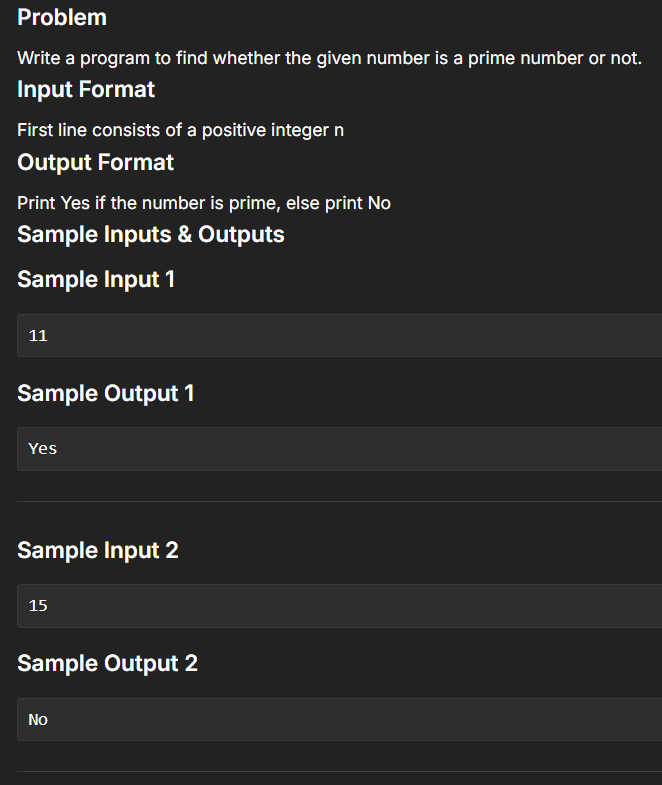 Problem
Write a program to find whether the given number is a prime number or not.
Input Format
First line consists of a positive integer n
Output Format
Print Yes if the number is prime, else print No
Sample Inputs & Outputs
Sample Input 1
11
Sample Output 1
Yes
Sample Input 2
15
Sample Output 2
No